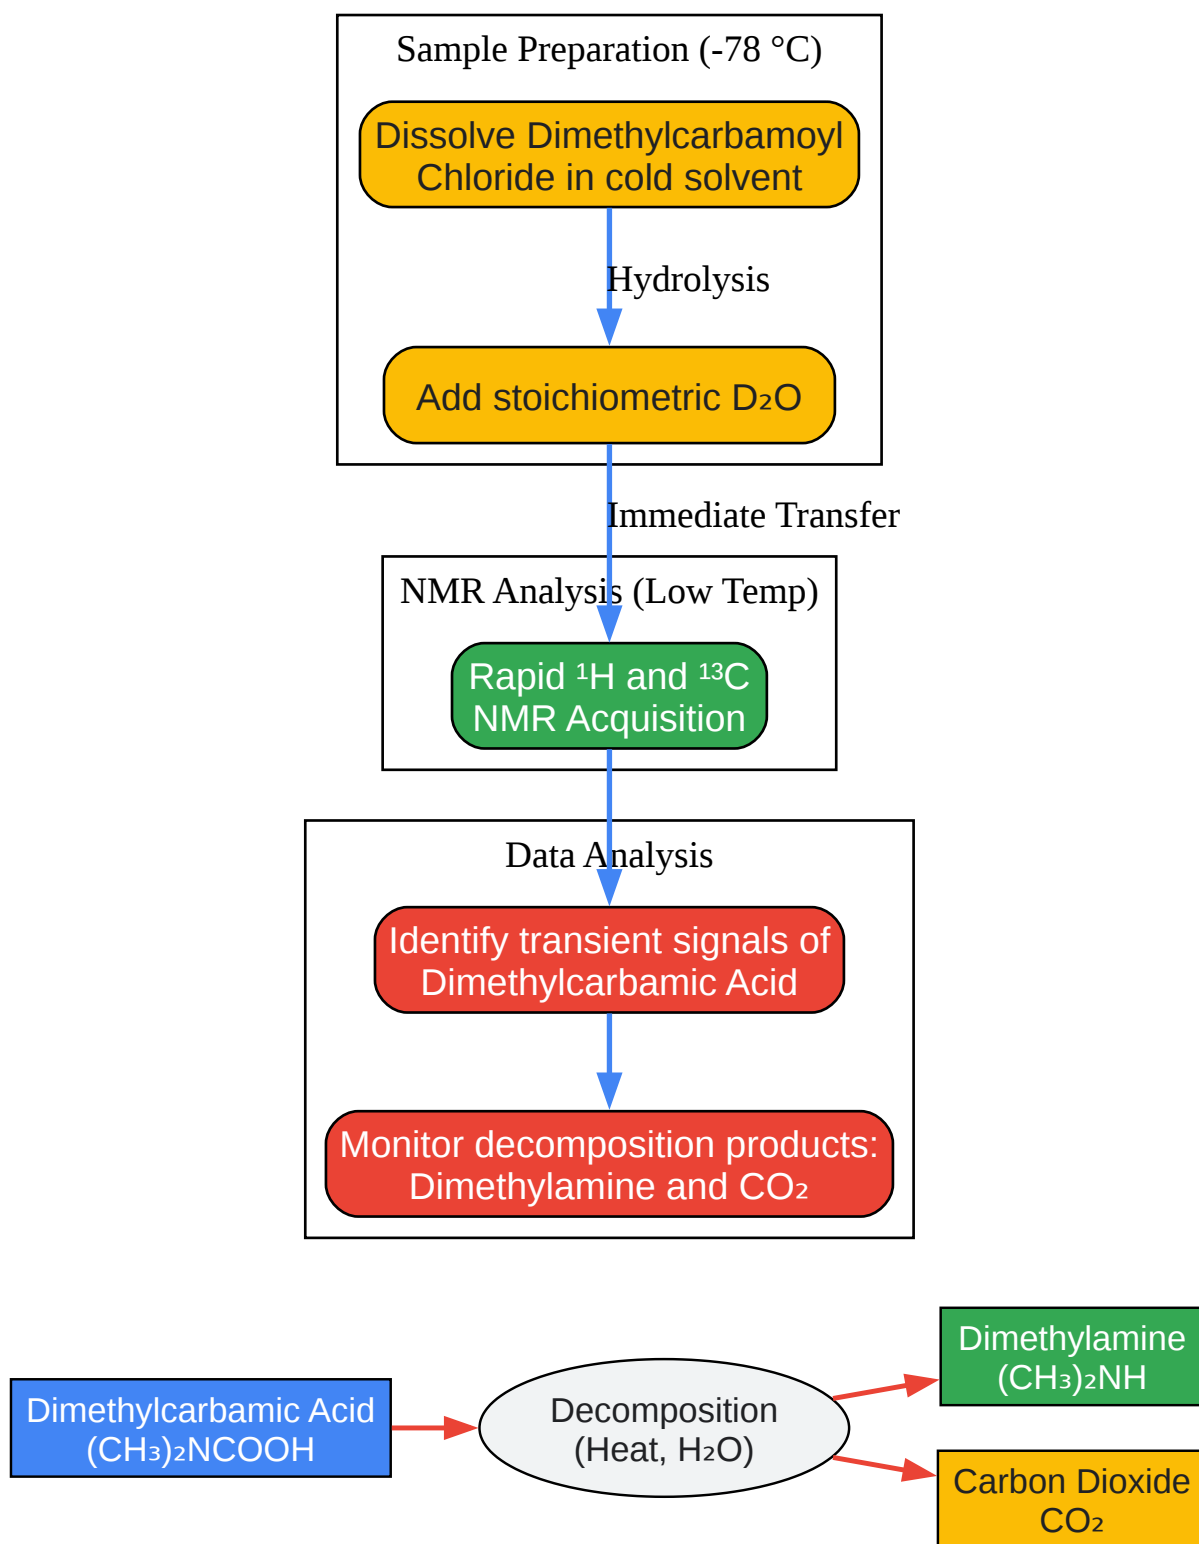 Sample Preparation (-78 °C)
Dissolve Dimethylcarbamoyl
Chloride in cold solvent
Hydrolysis
Add stoichiometric D₂O
Immediate Transfer
NMR Analysis (Low Temp)
Rapid ¹H and ¹³C
NMR Acquisition
Data Analysis
Identify transient signals of
Dimethylcarbamic Acid
Monitor decomposition products:
Dimethylamine and CO₂
Dimethylcarbamic Acid
(CH₃)₂NCOOH
Decomposition
(Heat, H₂O)
Dimethylamine
(CH₃)₂NH
Carbon Dioxide
CO₂